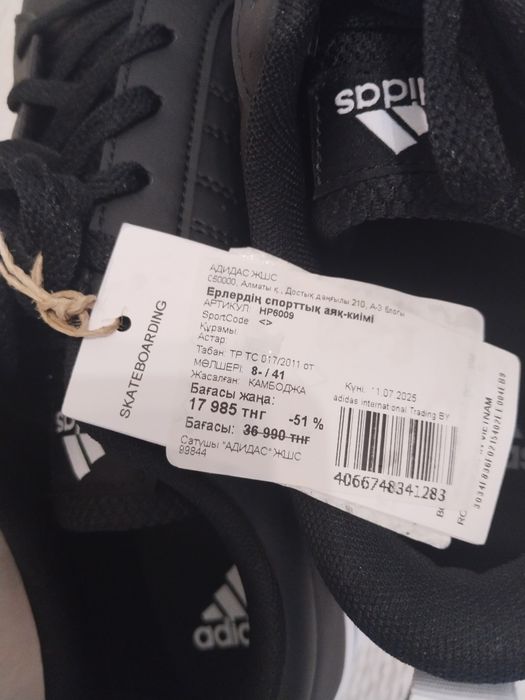 adidas
SKATEBOARDING
АДИДАС ЖШС
050000, Алматы қ., Достық даңғылы 210, А-3 блогы
Ерлердің спорттық аяқ-киімі
АРТИКУЛ: HP6009
SportCode <>
Құрамы:
Астар:
Табан: ТР ТС 017/2011 от
МӨЛШЕРІ: 8- / 41
Жасалған: КАМБОДЖА
Бағасы жаңа:
17 985 ТНГ -51 %
Бағасы: 36 990 ТНГ
Сатушы "АДИДАС" ЖШС
99844
Күні: 11.07.2025
adidas International Trading BV
4066748341283
VIETNAM
adidas